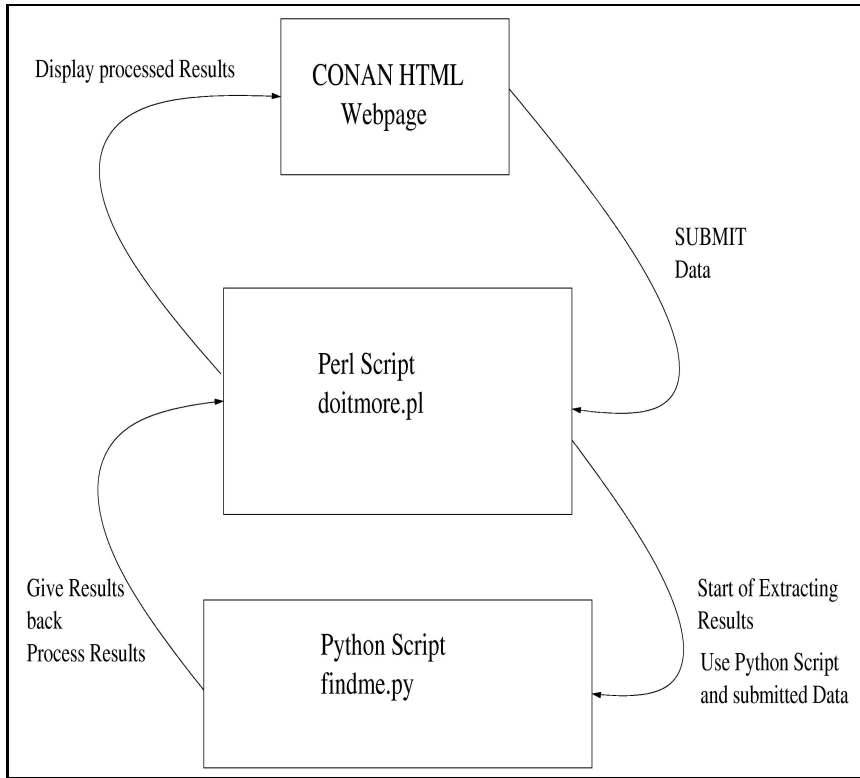 Display processed Results
CONAN HTML
Webpage
SUBMIT
Data
Perl Script
doitmore.pl
Give Results
back
Process Results
Start of Extracting
Results
Use Python Script
and submitted Data
Python Script
findme.py